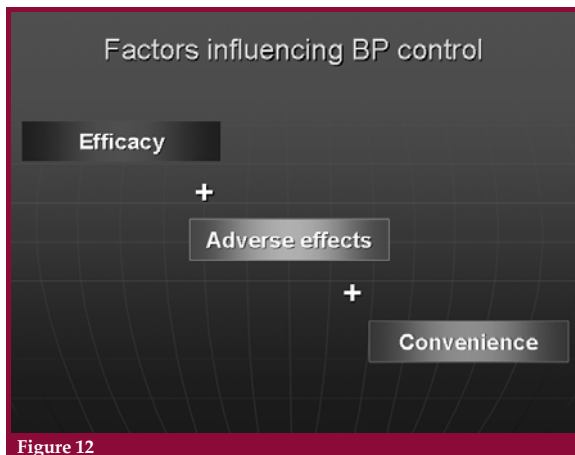 Factors influencing BP control
Efficacy
+
Adverse effects
+
Convenience
Figure 12